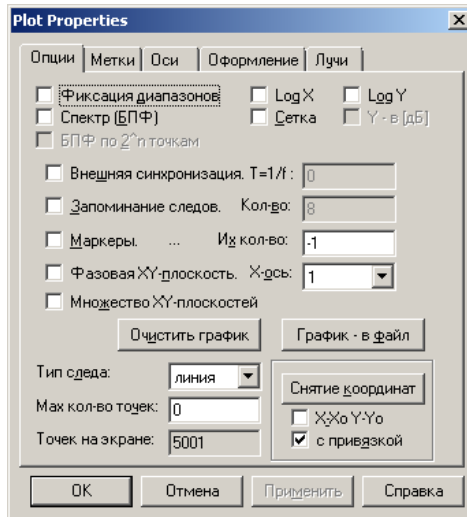 Plot Properties
Опции Метки Оси Оформление Лучи
Фиксация диапазонов Log X Log Y
Спектр (БПФ) Сетка Y - в [дБ]
БПФ по 2^n точкам
Внешняя синхронизация. T=1/f : 0
Запоминание следов. Кол-во: 8
Маркеры. ... Их кол-во: -1
Фазовая XY-плоскость. X-ось: 1
Множество XY-плоскостей
Очистить график График - в файл
Тип следа: линия Снятие координат
Max кол-во точек: 0 X-Xo Y-Yo
с привязкой
Точек на экране: 5001
OK Отмена Применить Справка